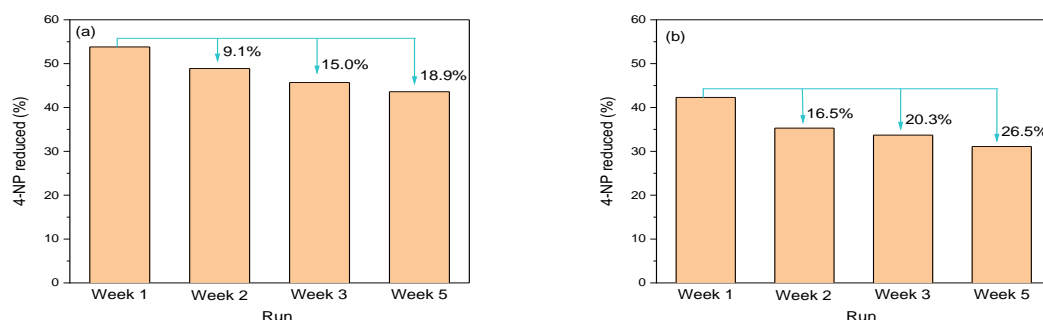 (a)
60
50
40
30
20
10
0
4-NP reduced (%)
9.1%
15.0%
18.9%
Week 1 Week 2 Week 3 Week 5
Run
(b)
60
50
40
30
20
10
0
4-NP reduced (%)
16.5%
20.3%
26.5%
Week 1 Week 2 Week 3 Week 5
Run